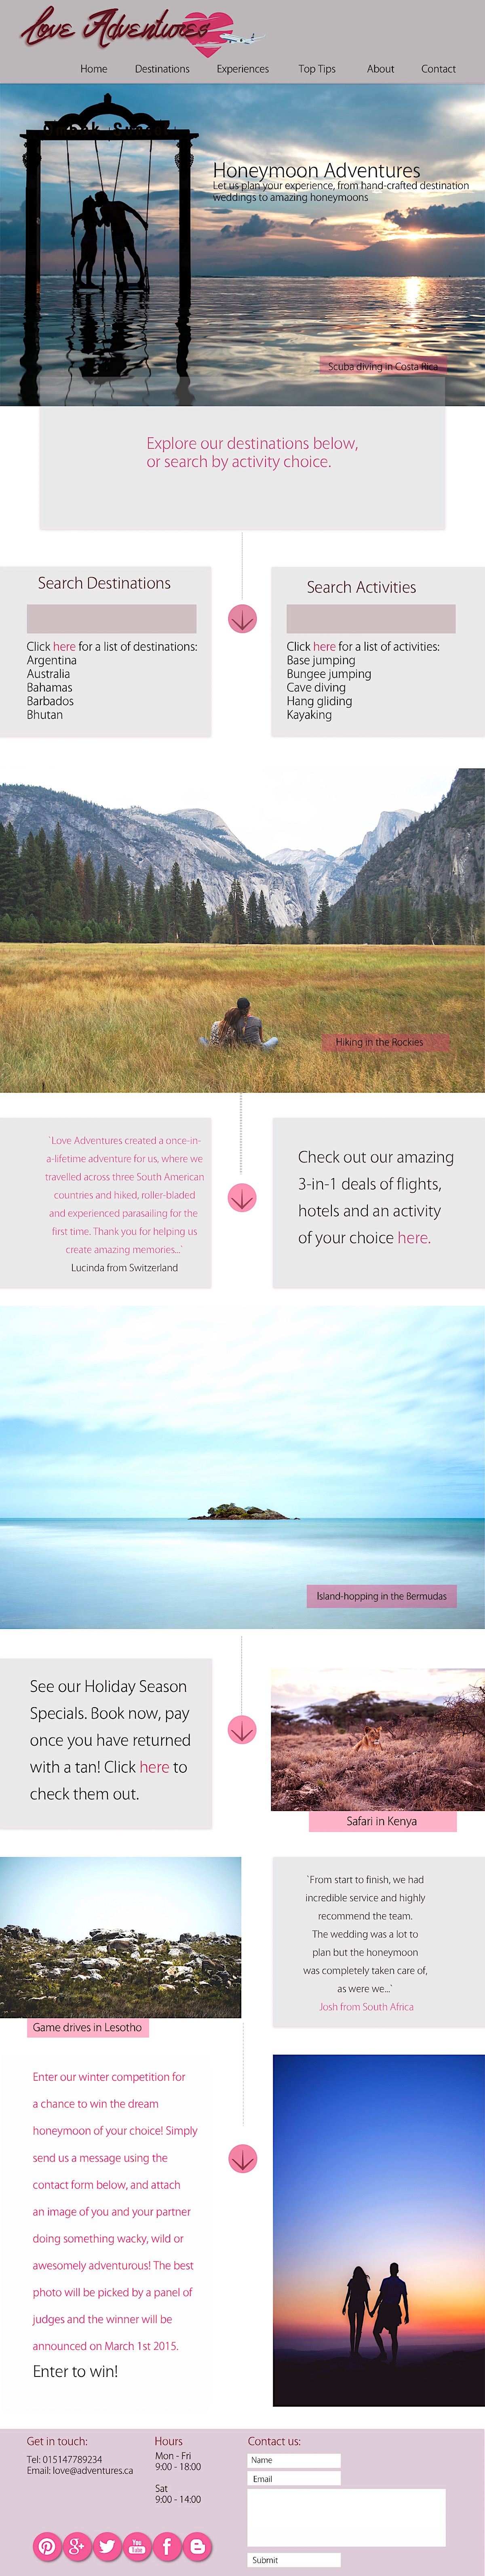 Love Adventures
Home Destinations Experiences Top Tips About Contact
Honeymoon Adventures
Let us plan your experience, from hand-crafted destination
weddings to amazing honeymoons
Scuba diving in Costa Rica
Explore our destinations below,
or search by activity choice.
Search Destinations
Click here for a list of destinations:
Argentina
Australia
Bahamas
Barbados
Bhutan
Search Activities
Click here for a list of activities:
Base jumping
Bungee jumping
Cave diving
Hang gliding
Kayaking
Hiking in the Rockies
`Love Adventures created a once-in-
a-lifetime adventure for us, where we
travelled across three South American
countries and hiked, roller-bladed
and experienced parasailing for the
first time. Thank you for helping us
create amazing memories...`
Lucinda from Switzerland
Check out our amazing
3-in-1 deals of flights,
hotels and an activity
of your choice here.
Island-hopping in the Bermudas
See our Holiday Season
Specials. Book now, pay
once you have returned
with a tan! Click here to
check them out.
Safari in Kenya
Game drives in Lesotho
`From start to finish, we had
incredible service and highly
recommend the team.
The wedding was a lot to
plan but the honeymoon
was completely taken care of,
as were we...`
Josh from South Africa
Enter our winter competition for
a chance to win the dream
honeymoon of your choice! Simply
send us a message using the
contact form below, and attach
an image of you and your partner
doing something wacky, wild or
awesomely adventurous! The best
photo will be picked by a panel of
judges and the winner will be
announced on March 1st 2015.
Enter to win!
Get in touch:
Tel: 015147789234
Email: love@adventures.ca
Hours
Mon - Fri
9:00 - 18:00
Sat
9:00 - 14:00
Contact us:
Name
Email
Submit
You
Tube